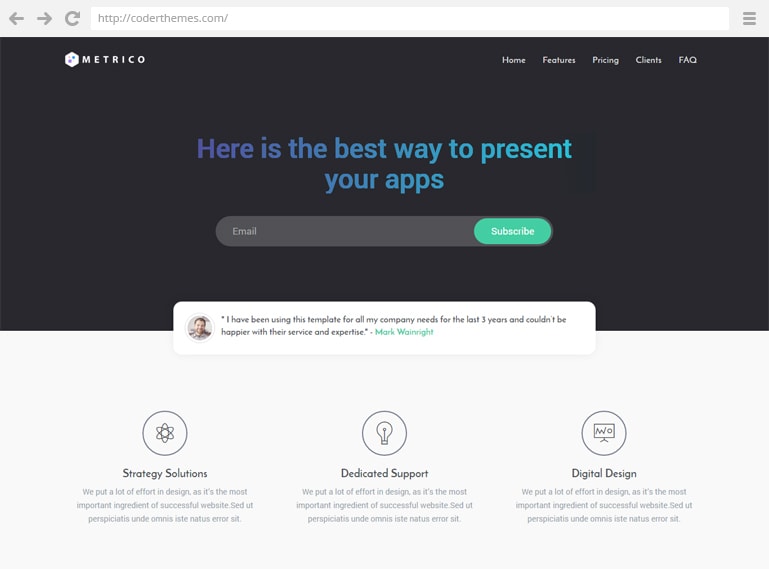 http://coderthemes.com/
METRICO
Home Features Pricing Clients FAQ
Here is the best way to present
your apps
Email Subscribe
" I have been using this template for all my company needs for the last 3 years and couldn't be
happier with their service and expertise." - Mark Wainright
Strategy Solutions
We put a lot of effort in design, as it's the most
important ingredient of successful website.Sed ut
perspiciatis unde omnis iste natus error sit.
Dedicated Support
We put a lot of effort in design, as it's the most
important ingredient of successful website.Sed ut
perspiciatis unde omnis iste natus error sit.
Digital Design
We put a lot of effort in design, as it's the most
important ingredient of successful website.Sed ut
perspiciatis unde omnis iste natus error sit.